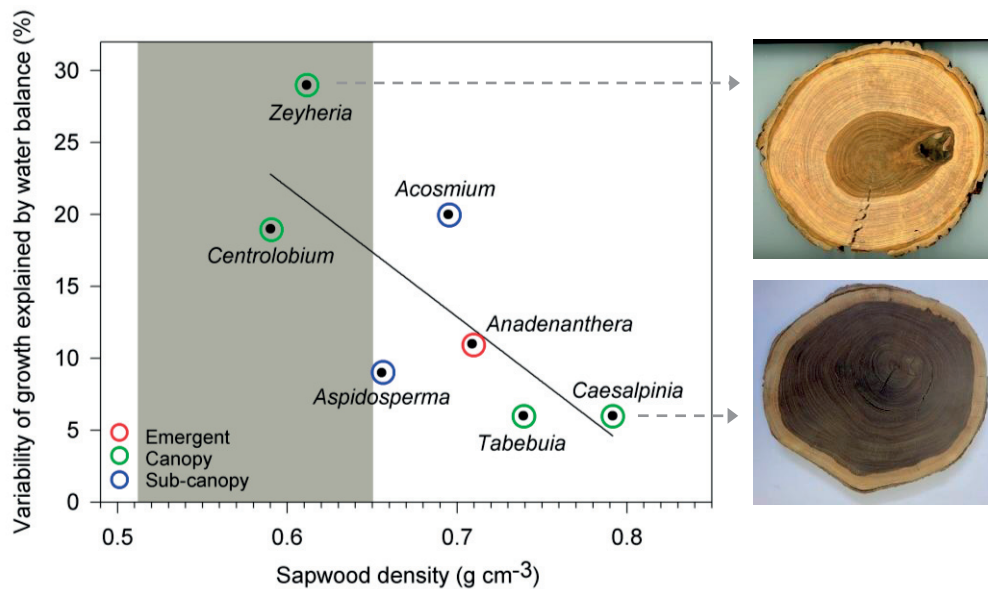 Variability of growth explained by water balance (%)
30
25
20
15
10
5
0
Zeyheria
Acosmium
Centrolobium
Anadenanthera
Aspidosperma
Caesalpinia
Tabebuia
Emergent
Canopy
Sub-canopy
0.5 0.6 0.7 0.8
Sapwood density (g cm⁻³)